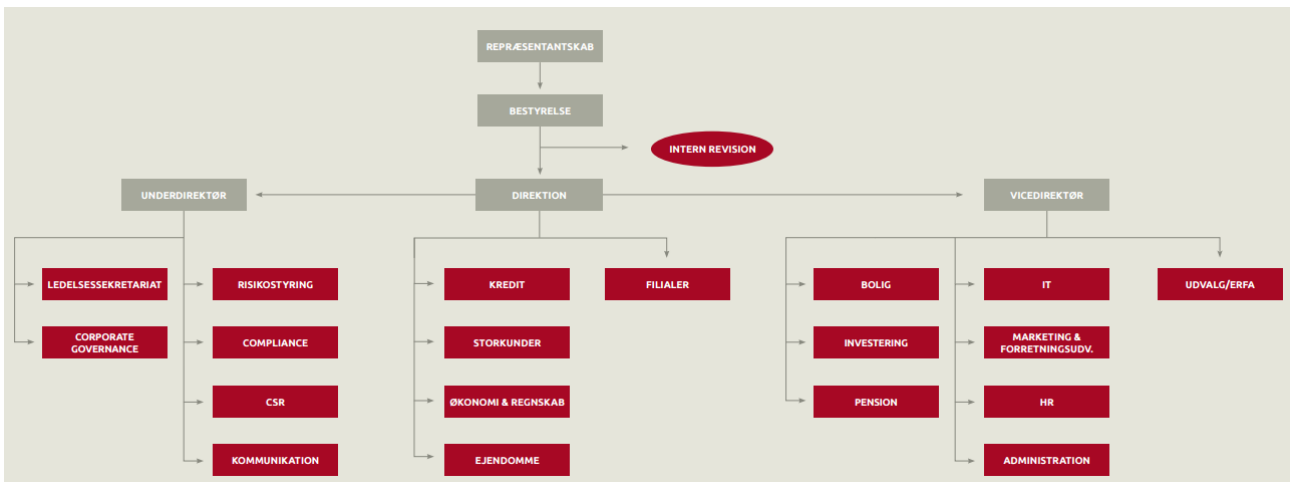 REPRÆSENTANTSKAB
BESTYRELSE
INTERN REVISION
UNDERDIREKTØR
DIREKTION
VICEDIREKTØR
LEDELSESSEKRETARIAT
RISIKOSTYRING
KREDIT
FILIALER
BOLIG
IT
UDVALG/ERFA
CORPORATE
GOVERNANCE
COMPLIANCE
STORKUNDER
INVESTERING
MARKETING &
FORRETNINGSUDV.
CSR
ØKONOMI & REGNSKAB
PENSION
HR
KOMMUNIKATION
EJENDOMME
ADMINISTRATION